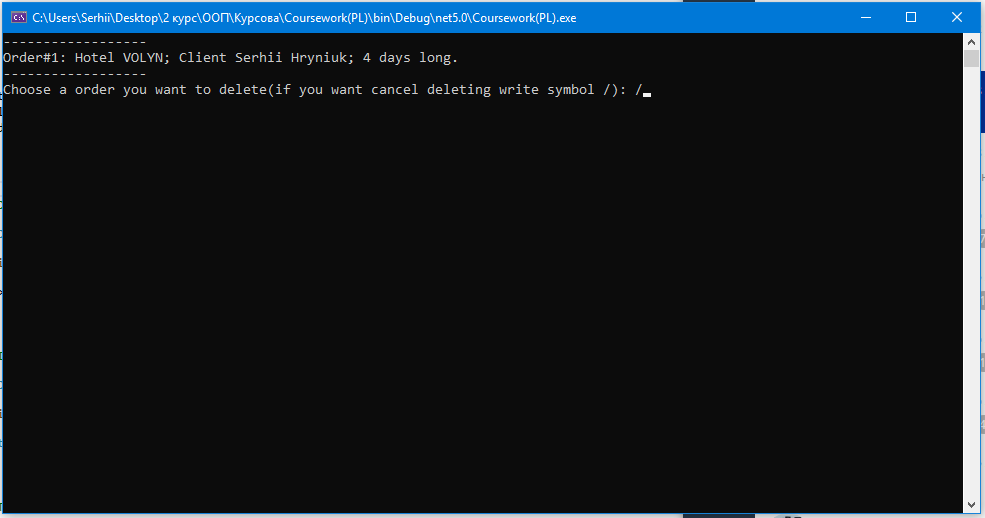 C:\Users\Serhii\Desktop\2 курс\ООП\Курсова\Coursework(PL)\bin\Debug\net5.0\Coursework(PL).exe
------------------
Order#1: Hotel VOLYN; Client Serhii Hryniuk; 4 days long.
------------------
Choose a order you want to delete(if you want cancel deleting write symbol /): /